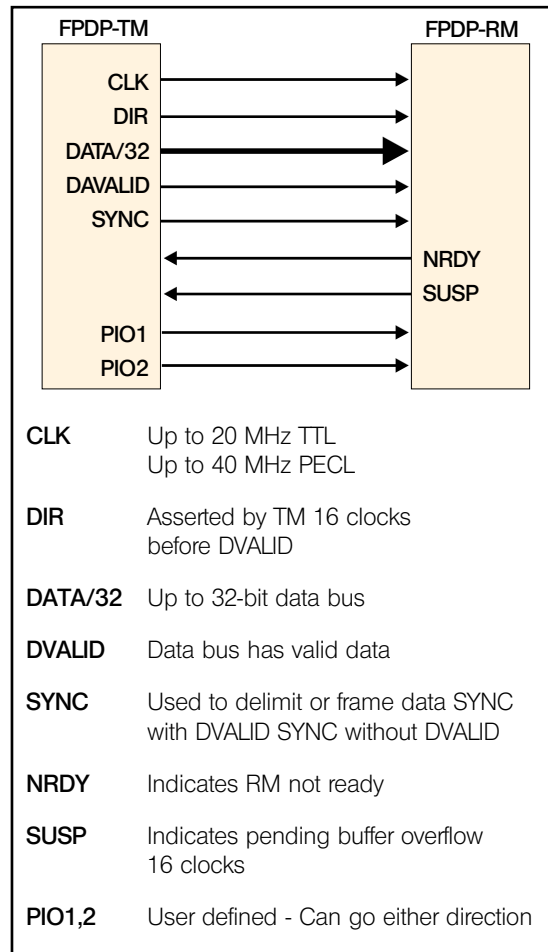 FPDP-TM FPDP-RM
CLK
DIR
DATA/32
DAVALID
SYNC
NRDY
SUSP
PIO1
PIO2
CLK Up to 20 MHz TTL
Up to 40 MHz PECL
DIR Asserted by TM 16 clocks
before DVALID
DATA/32 Up to 32-bit data bus
DVALID Data bus has valid data
SYNC Used to delimit or frame data SYNC
with DVALID SYNC without DVALID
NRDY Indicates RM not ready
SUSP Indicates pending buffer overflow
16 clocks
PIO1,2 User defined - Can go either direction